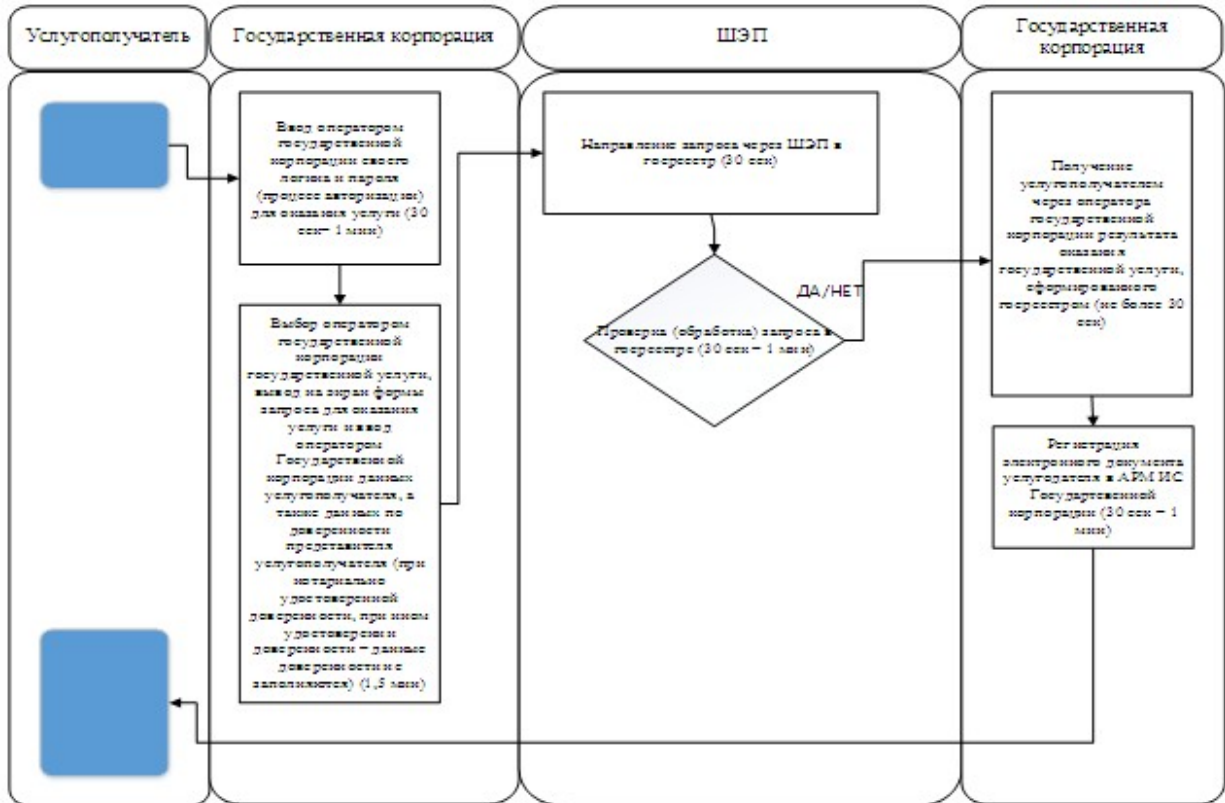 Услугополучатель
Государственная корпорация
ШЭП
Государственная
корпорация
Ввод оператором
государственной
корпорации своего
логина и пароля
(процесс авторизации)
для оказания услуги (30
сек– 1 мин)
Выбор оператором
государственной
корпорации
государственной услуги,
вывод на экран формы
запроса для оказания
услуги и ввод
оператором
Государственной
корпорации данных
услугополучателя, а
также данных по
доверенности
представителя
услугополучателя (при
нотариально
удостоверенной
доверенности, при ином
удостоверении
доверенности – данные
доверенности не
заполняются) (1,5 мин)
Направление запроса через ШЭП в
госреестр (30 сек)
Проверка (обработка) запроса в
госреестре (30 сек – 1 мин)
ДА/НЕТ
Получение
услугополучателем
через оператора
государственной
корпорации результата
оказания
государственной услуги,
сформированного
госреестром (не более 30
сек)
Регистрация
электронного документа
услугодателя в АРМ ИС
Государтсвенной
корпорации (30 сек – 1
мин)